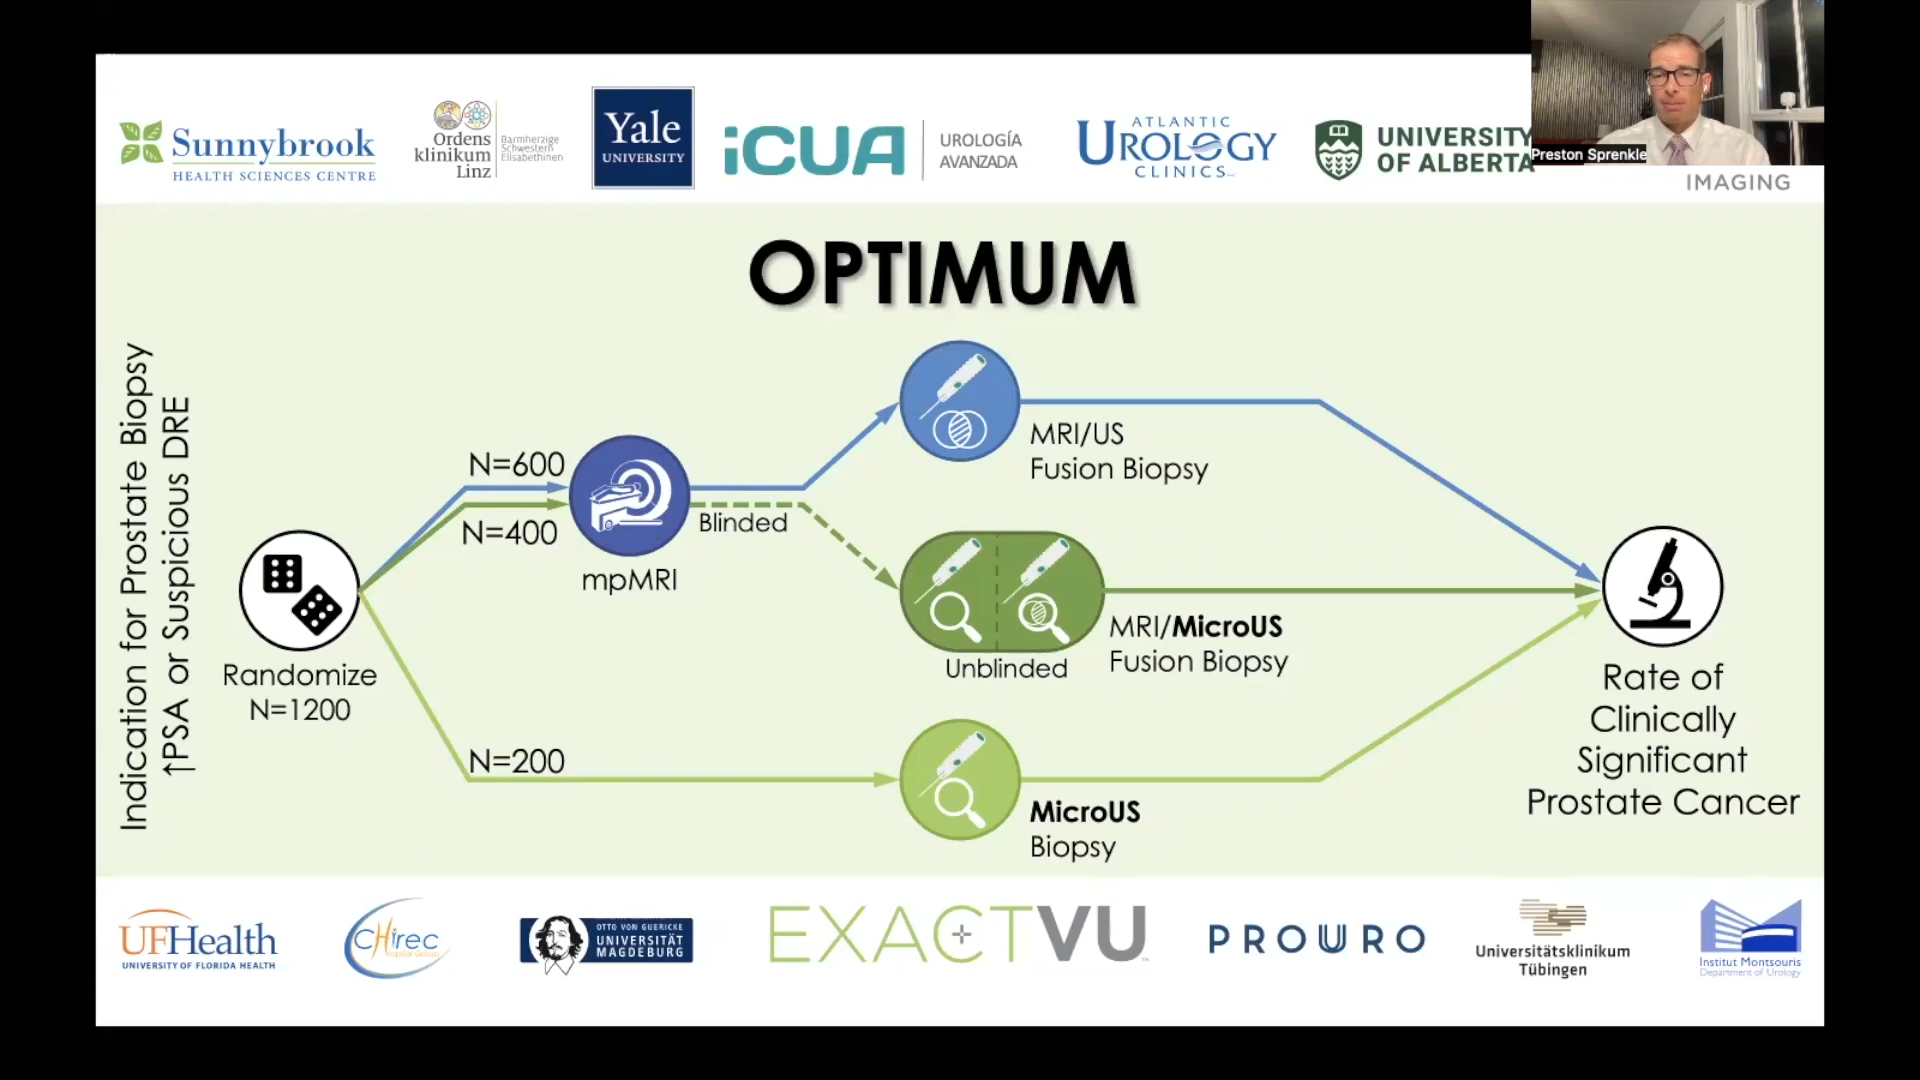 Sunnybrook
HEALTH SCIENCES CENTRE
Ordens
klinikum
Linz
Barmherzige
Schwestern
Elisabethinen
Yale
UNIVERSITY
iCUA
UROLOGÍA
AVANZADA
ATLANTIC
UROLOGY
CLINICS
UNIVERSITY
OF ALBERTA
Preston Sprenkle
IMAGING
OPTIMUM
Indication for Prostate Biopsy
↑PSA or Suspicious DRE
Randomize
N=1200
N=600
N=400
N=200
mpMRI
Blinded
MRI/US
Fusion Biopsy
Unblinded
MRI/MicroUS
Fusion Biopsy
MicroUS
Biopsy
Rate of
Clinically
Significant
Prostate Cancer
UFHealth
UNIVERSITY OF FLORIDA HEALTH
CHirec
OTTO VON GUERICKE
UNIVERSITÄT
MAGDEBURG
EXACTVU
PROURO
Universitätsklinikum
Tübingen
Institut Montsouris
Department of Urology